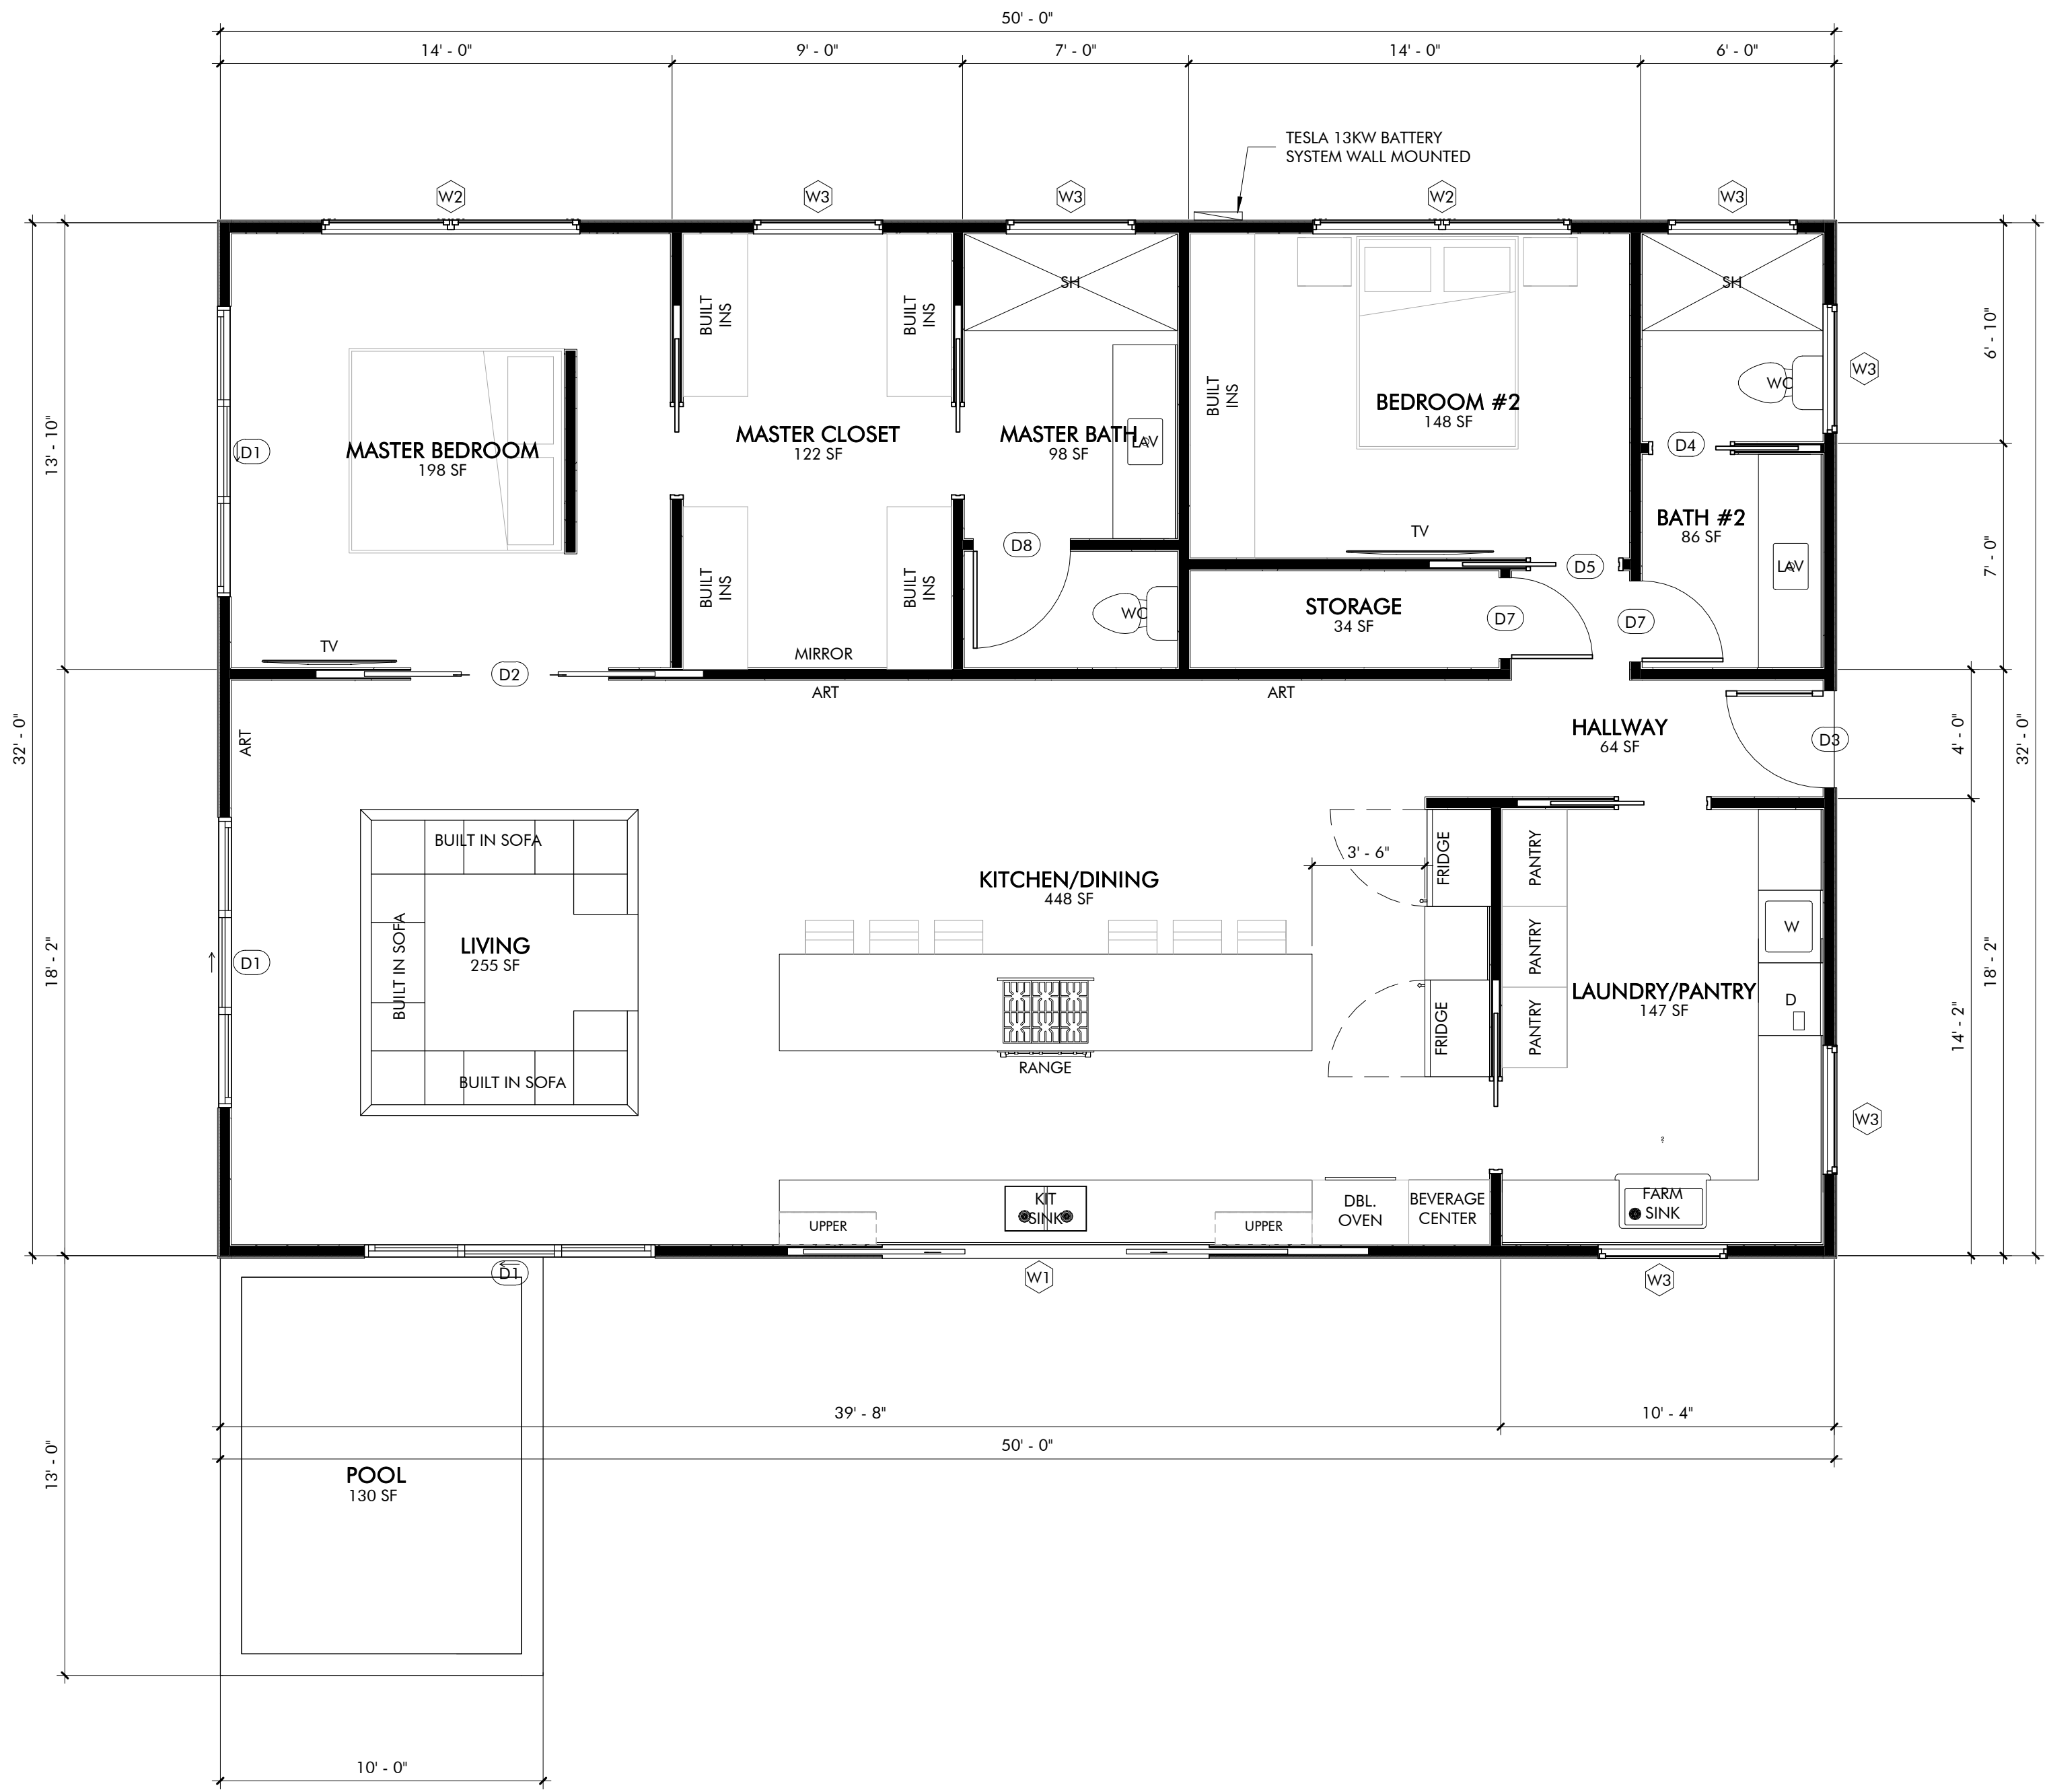 50' - 0"
14' - 0"
9' - 0"
7' - 0"
14' - 0"
6' - 0"
TESLA 13KW BATTERY
SYSTEM WALL MOUNTED
W2
W3
W3
W2
W3
SH
SH
BUILT
INS
BUILT
INS
6' - 10"
W3
WC
BUILT
INS
BEDROOM #2
148 SF
13' - 10"
D1
MASTER BEDROOM
198 SF
MASTER CLOSET
122 SF
MASTER BATH
98 SF
LAV
D4
BATH #2
86 SF
TV
D8
D5
LAV
7' - 0"
BUILT
INS
BUILT
INS
WC
STORAGE
34 SF
D7
D7
TV
MIRROR
D2
ART
ART
ART
32' - 0"
HALLWAY
64 SF
D3
4' - 0"
32' - 0"
BUILT IN SOFA
3' - 6"
FRIDGE
PANTRY
KITCHEN/DINING
448 SF
BUILT IN SOFA
LIVING
255 SF
D1
18' - 2"
PANTRY
W
18' - 2"
LAUNDRY/PANTRY
147 SF
D
FRIDGE
PANTRY
14' - 2"
RANGE
BUILT IN SOFA
W3
KIT
SINK
UPPER
UPPER
DBL.
OVEN
BEVERAGE
CENTER
FARM
SINK
D1
W1
W3
39' - 8"
10' - 4"
50' - 0"
13' - 0"
POOL
130 SF
10' - 0"